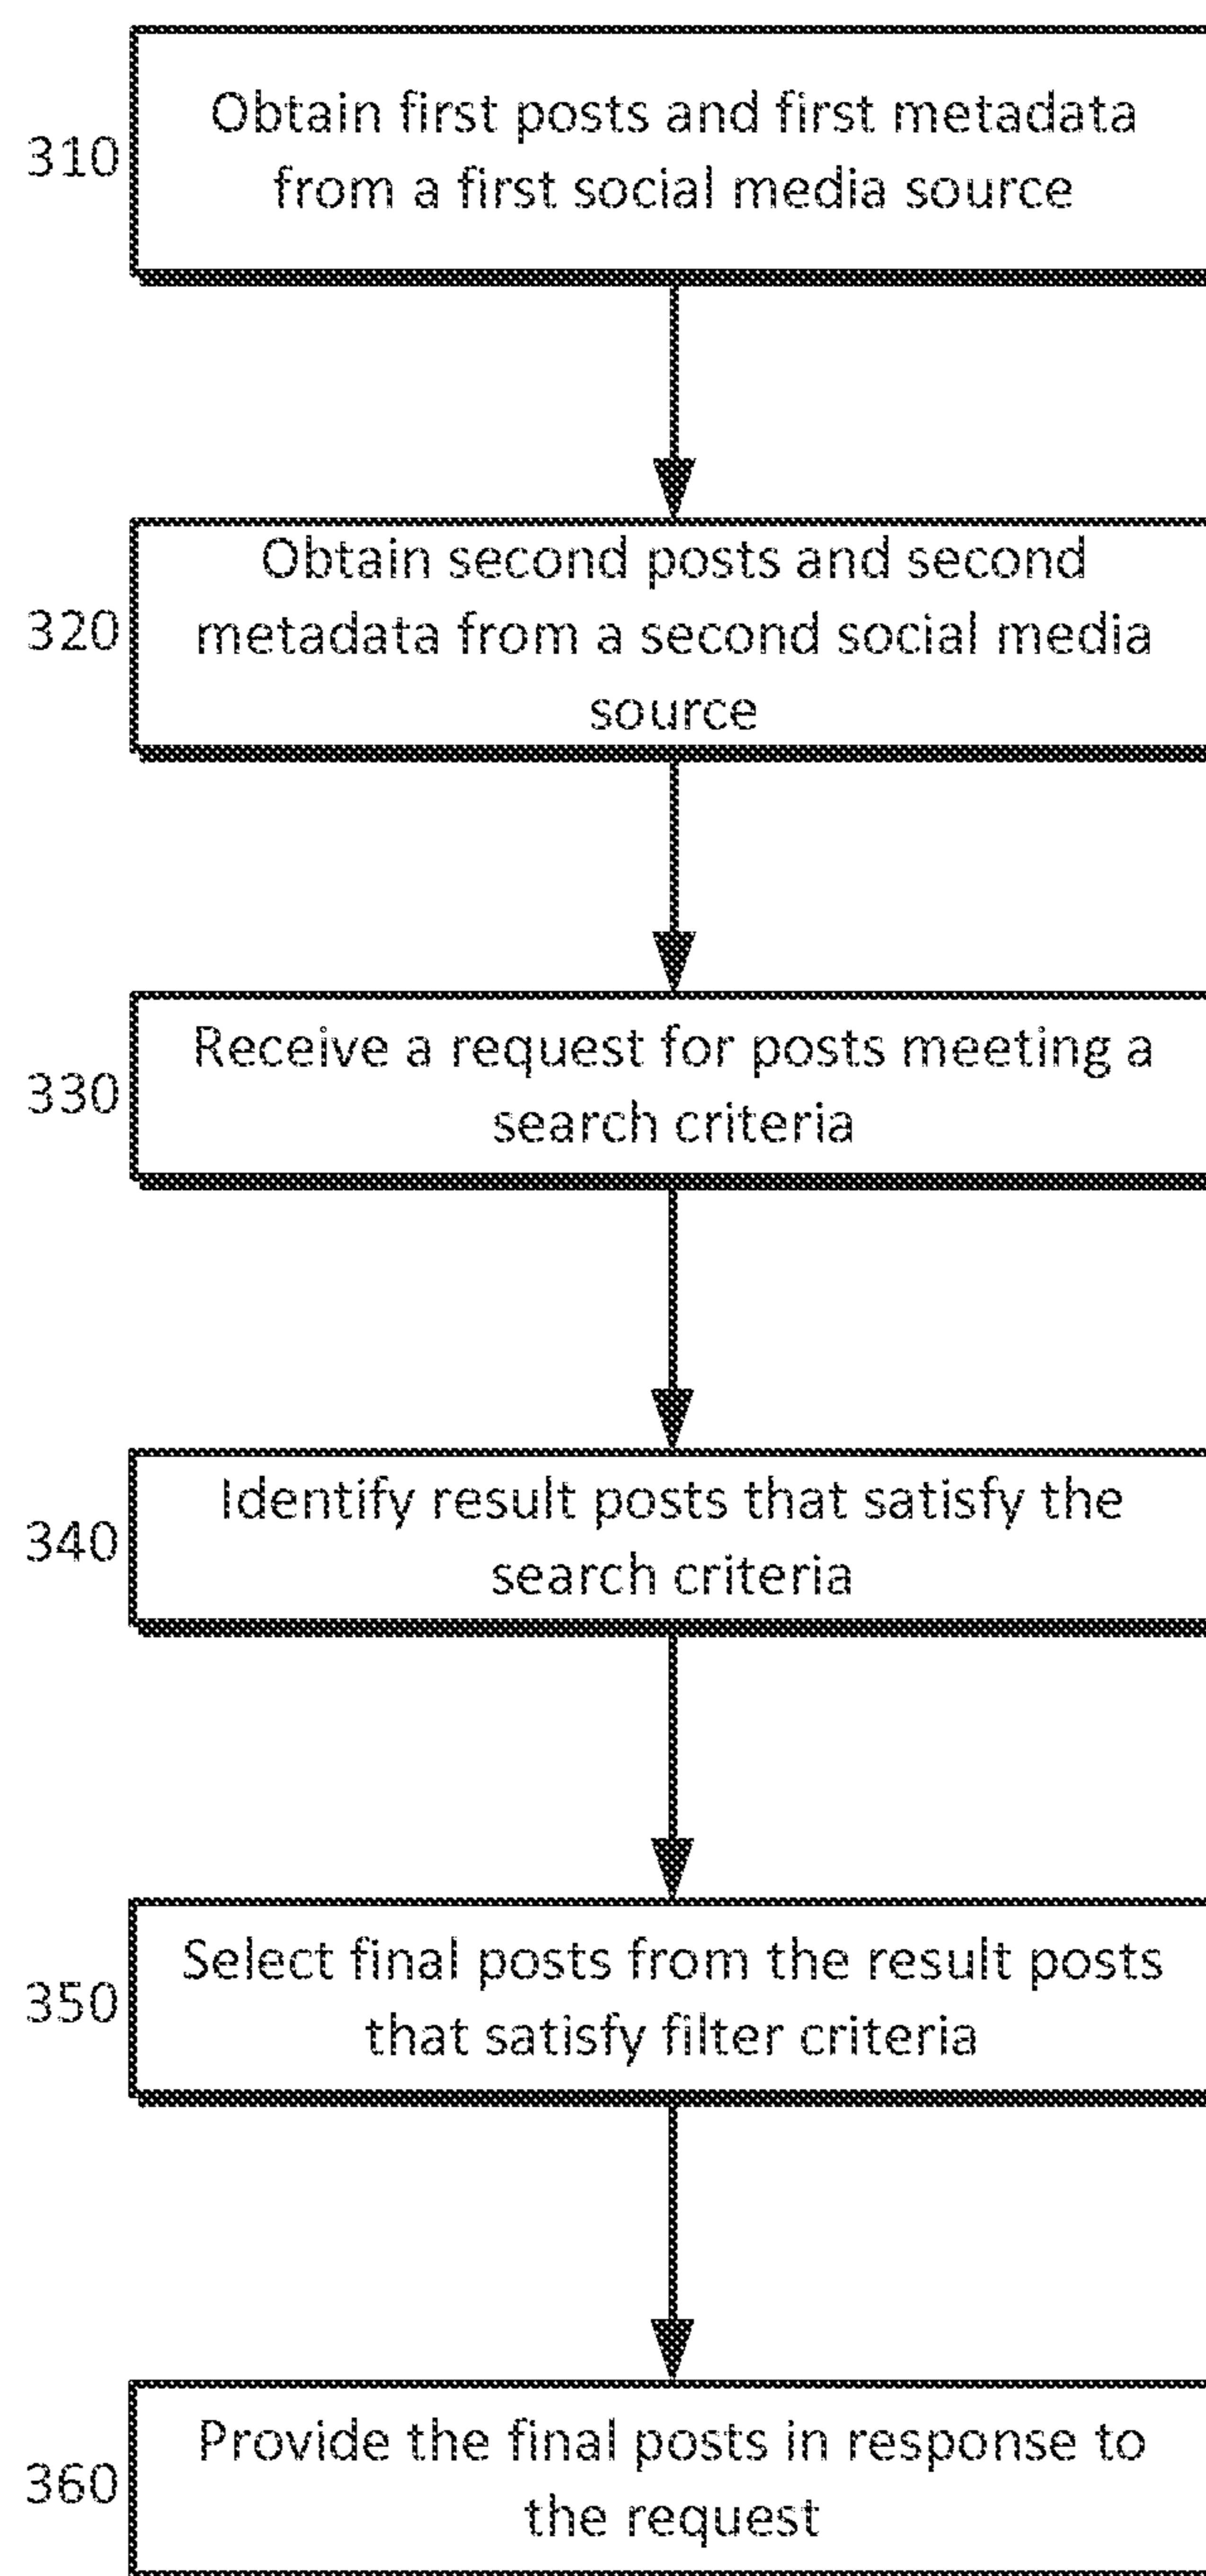 310
Obtain first posts and first metadata
from a first social media source
320
Obtain second posts and second
metadata from a second social media
source
330
Receive a request for posts meeting a
search criteria
340
Identify result posts that satisfy the
search criteria
350
Select final posts from the result posts
that satisfy filter criteria
360
Provide the final posts in response to
the request